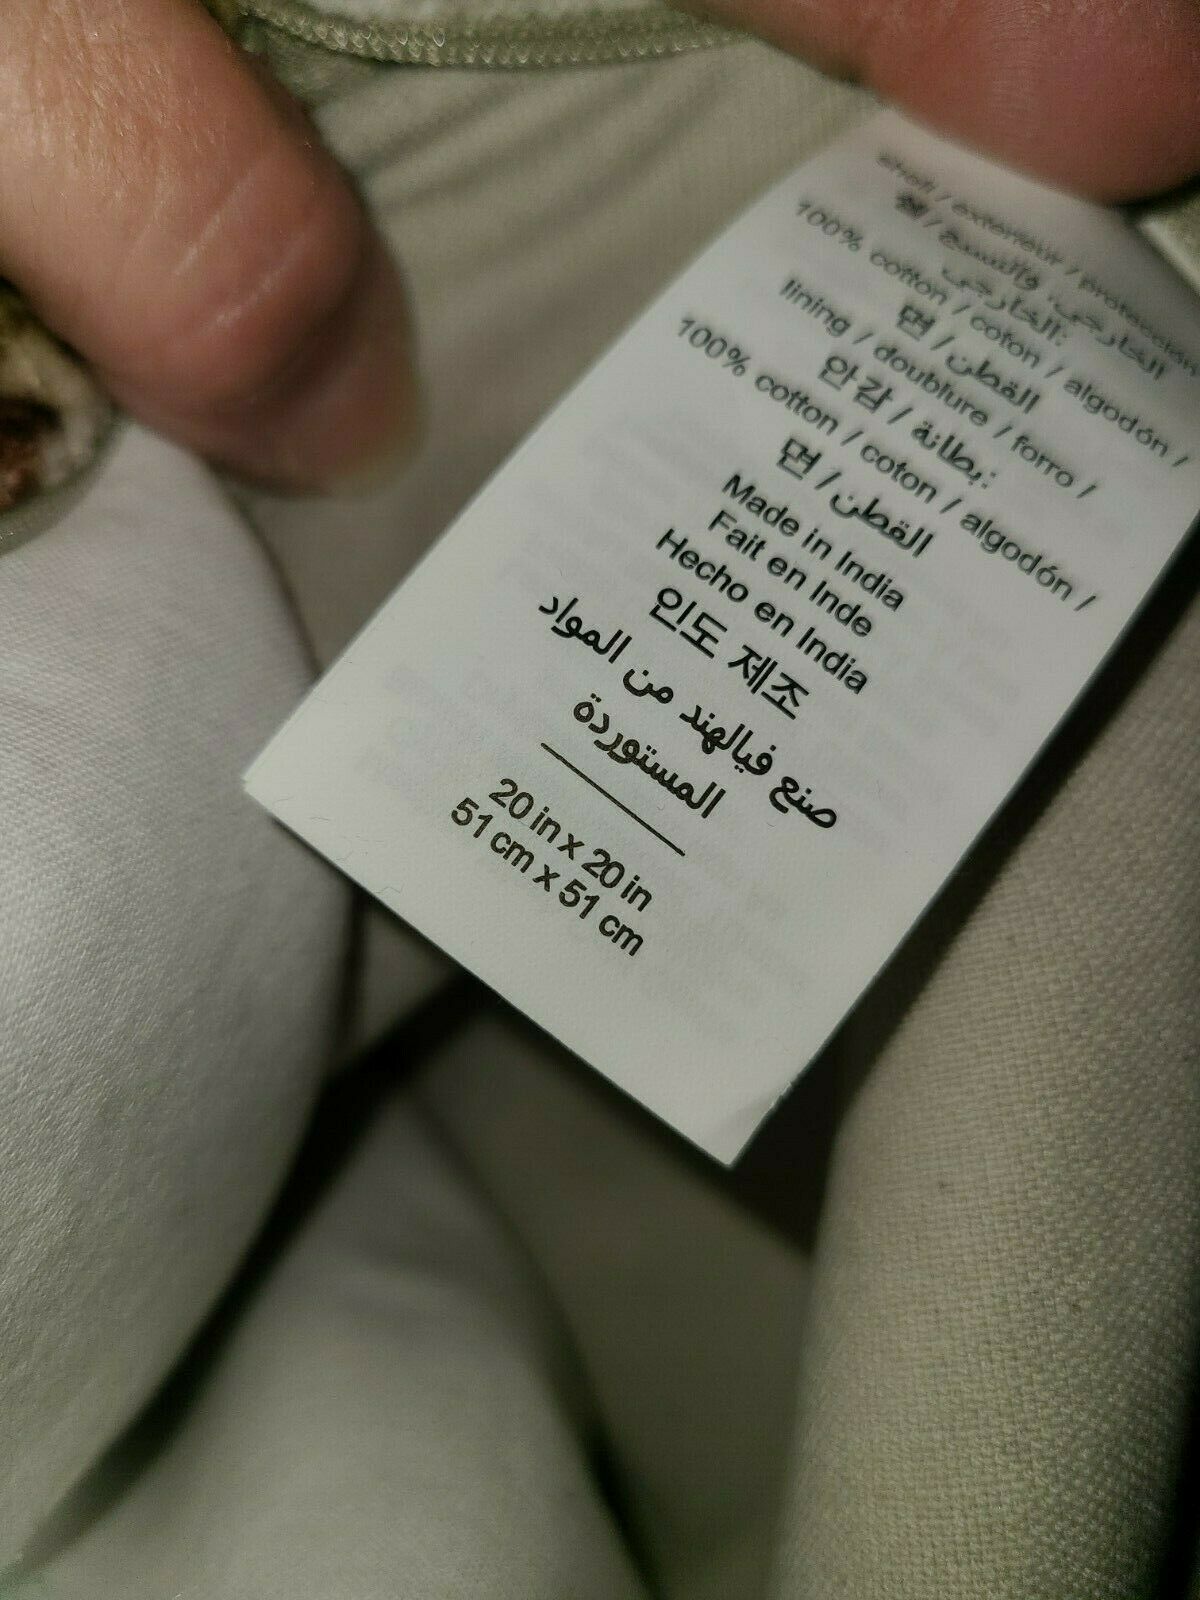 shell / extérieur / protección
쉘 / الخارجي، والنسيج
الخارجي:
100% cotton / coton / algodón /
면 / القطن
lining / doublure / forro /
안감 / بطانة:
100% cotton / coton / algodón /
면 / القطن
Made in India
Fait en Inde
Hecho en India
인도 제조
صنع فيالهند من المواد
المستوردة
20 in x 20 in
51 cm x 51 cm